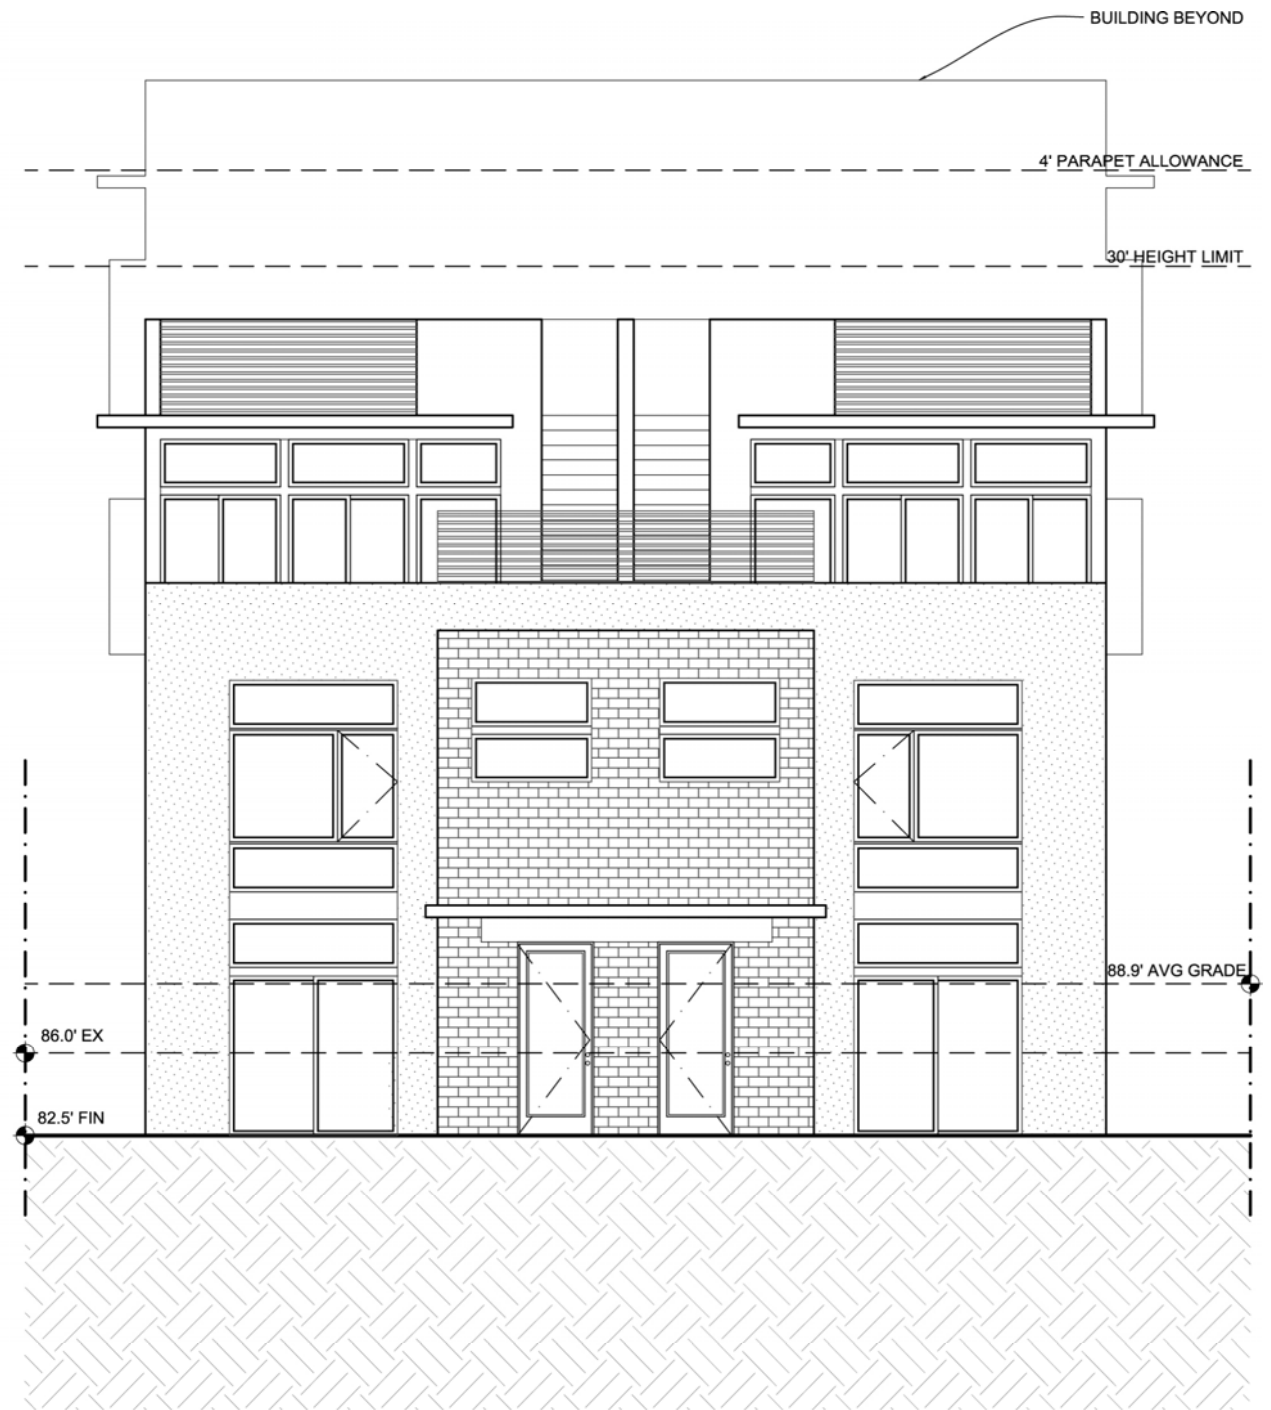 BUILDING BEYOND
4' PARAPET ALLOWANCE
30' HEIGHT LIMIT
88.9' AVG GRADE
86.0' EX
82.5' FIN